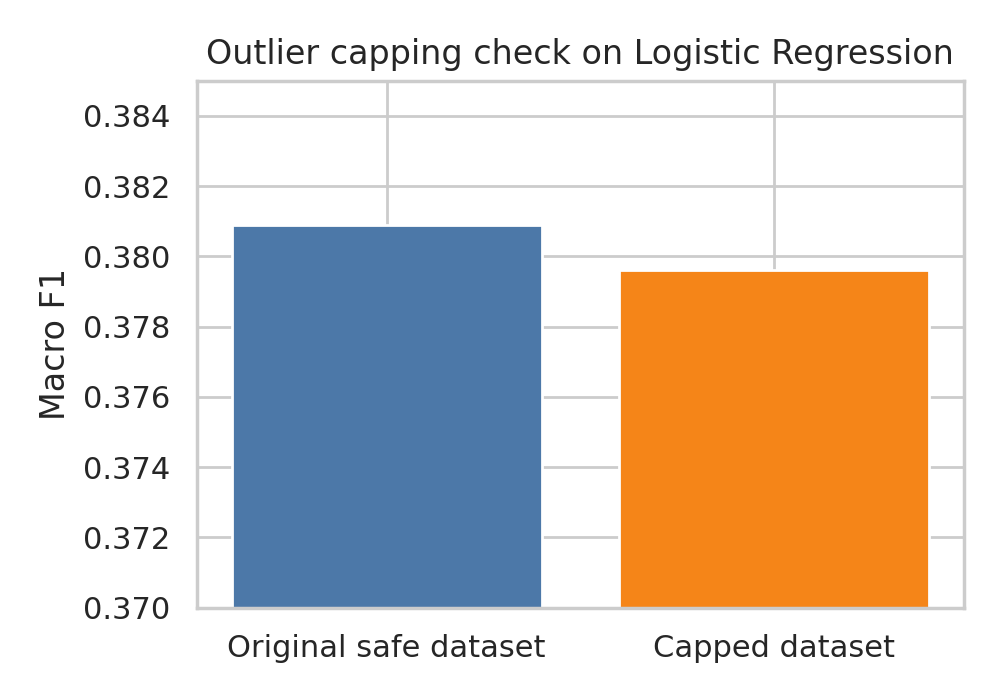 Outlier capping check on Logistic Regression
0.384
0.382
0.380
0.378
0.376
0.374
0.372
0.370
Macro F1
Original safe dataset
Capped dataset